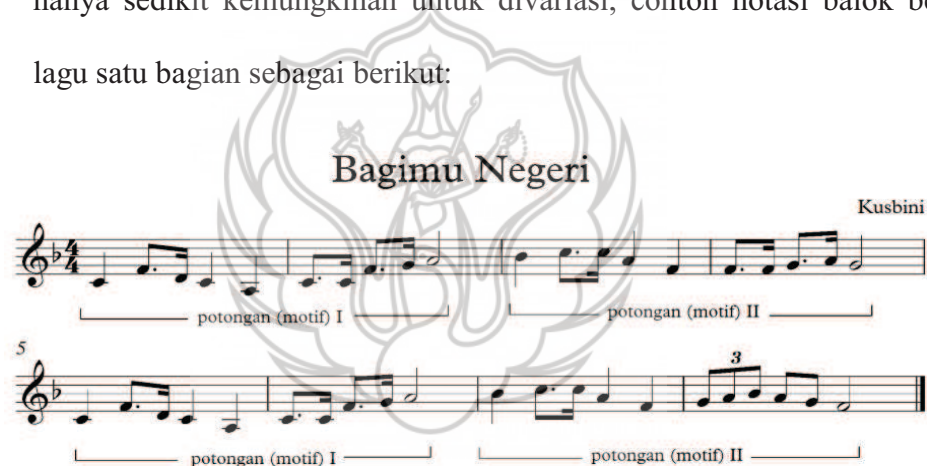 hanya sedikit kemungkinan untuk divariasi, contoh notasi balok
lagu satu bagian sebagai berikut:
Bagimu Negeri
Kusbini
potongan (motif) I
potongan (motif) II
5
3
potongan (motif) I
potongan (motif) II